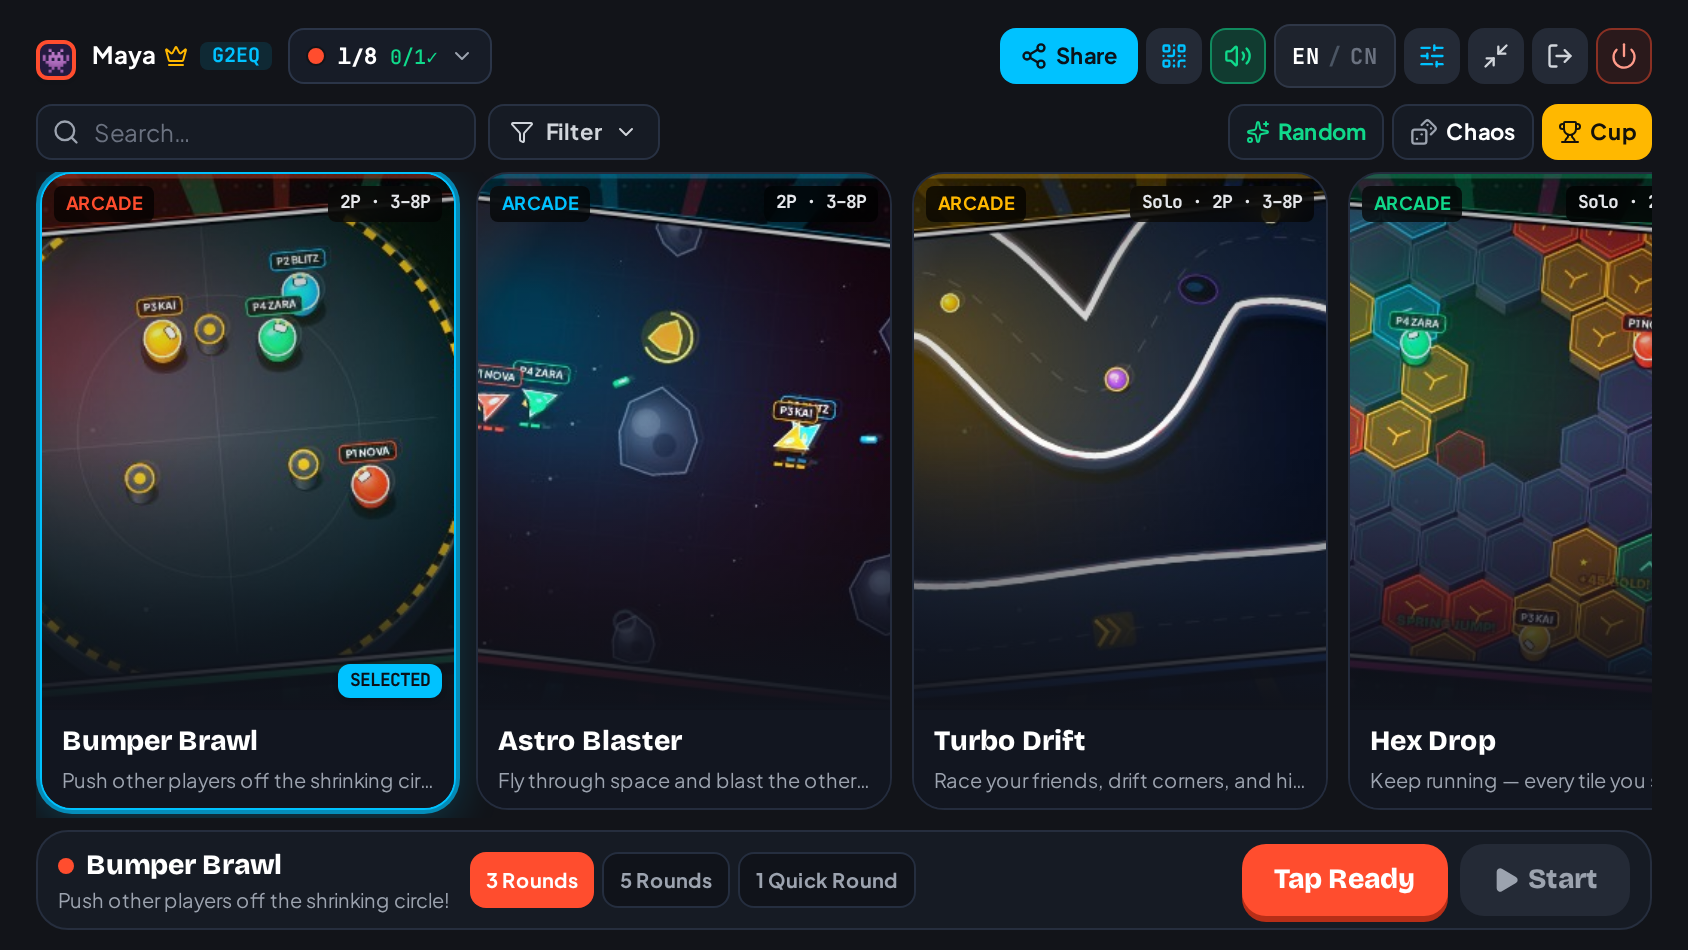 Maya G2EQ 1/8 0/1✓ Share EN / CN
Search... Filter Random Chaos Cup
ARCADE 2P · 3–8P
P2 BLITZ
P3 KAI
P4 ZARA
P1 NOVA
SELECTED
Bumper Brawl
Push other players off the shrinking cir...
ARCADE 2P · 3–8P
1 NOVA
P4 ZARA
P3 KAI
Astro Blaster
Fly through space and blast the other...
ARCADE Solo · 2P · 3–8P
Turbo Drift
Race your friends, drift corners, and hi...
ARCADE Solo ·
P4 ZARA
SPRING JUMP!
P3 KAI
Hex Drop
Keep running — every tile you
Bumper Brawl
Push other players off the shrinking circle!
3 Rounds 5 Rounds 1 Quick Round
Tap Ready Start